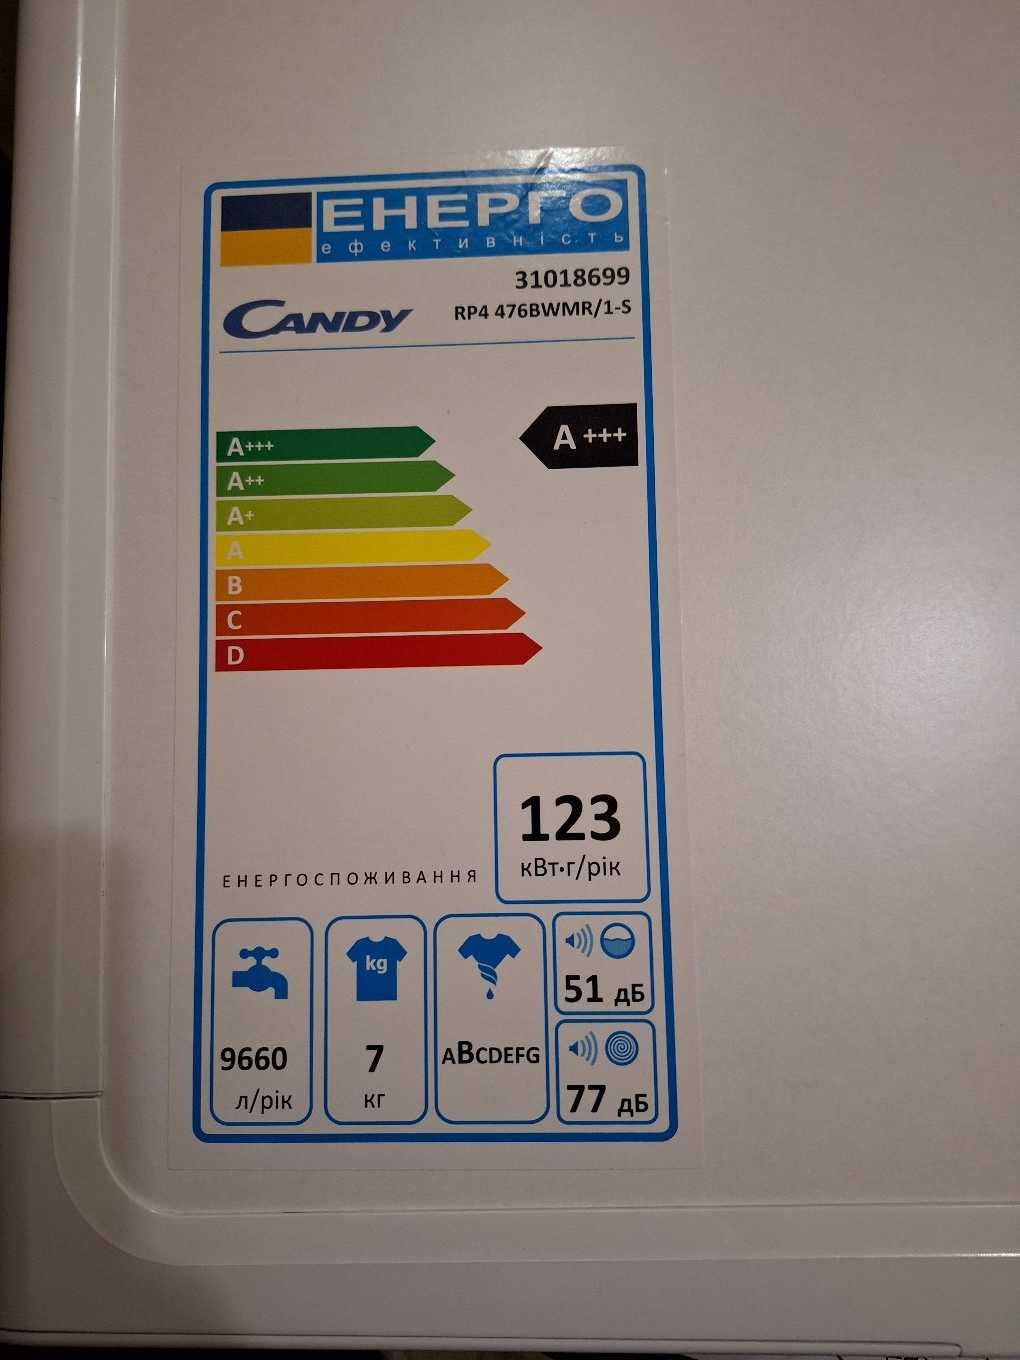 ЕНЕРГО
ефективність
31018699
CANDY
RP4 476BWMR/1-S
A+++
A +++
A++
A+
A
B
C
D
123
кВт·г/рік
ЕНЕРГОСПОЖИВАННЯ
kg
51 дБ
9660
л/рік
7
кг
ABCDEFG
77 дБ